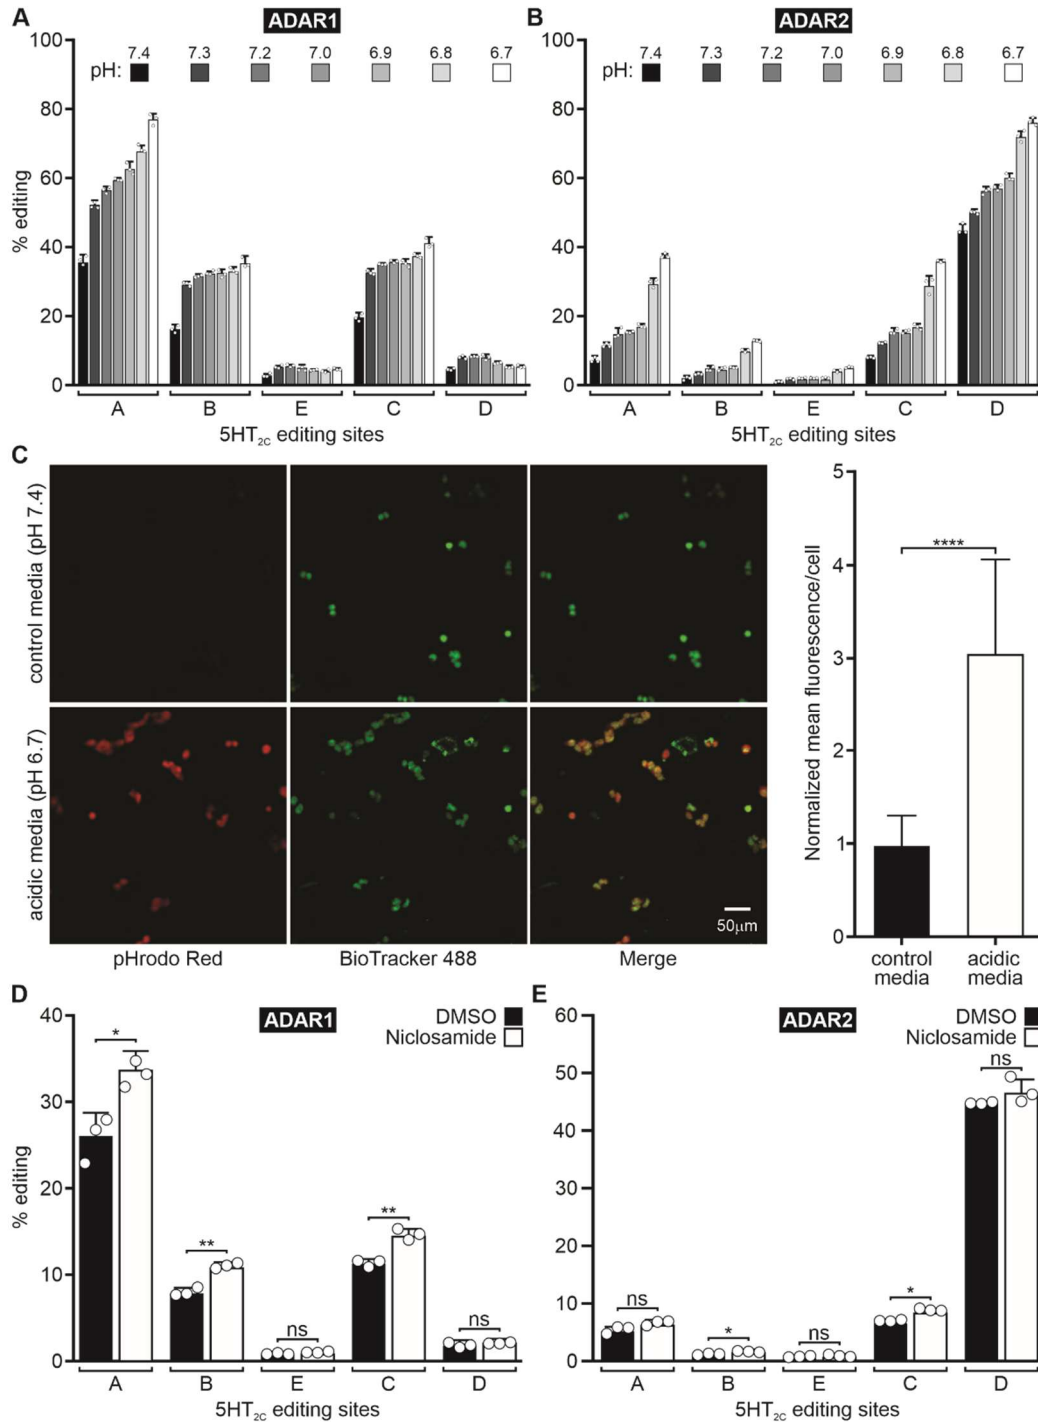 A
ADAR1
100
80
60
40
20
0
% editing
7.4 7.3 7.2 7.0 6.9 6.8 6.7
pH:
A B E C D
5HT2C editing sites
B
ADAR2
100
80
60
40
20
0
7.4 7.3 7.2 7.0 6.9 6.8 6.7
pH:
A B E C D
5HT2C editing sites
C
control media (pH 7.4)
acidic media (pH 6.7)
50μm
pHrodo Red
BioTracker 488
Merge
5
4
3
2
1
0
Normalized mean fluorescence/cell
****
control media
acidic media
D
ADAR1
DMSO
Niclosamide
40
30
20
10
0
% editing
*
**
ns
**
ns
A B E C D
5HT2C editing sites
E
ADAR2
DMSO
Niclosamide
60
50
40
30
20
10
0
ns
*
ns
*
ns
A B E C D
5HT2C editing sites